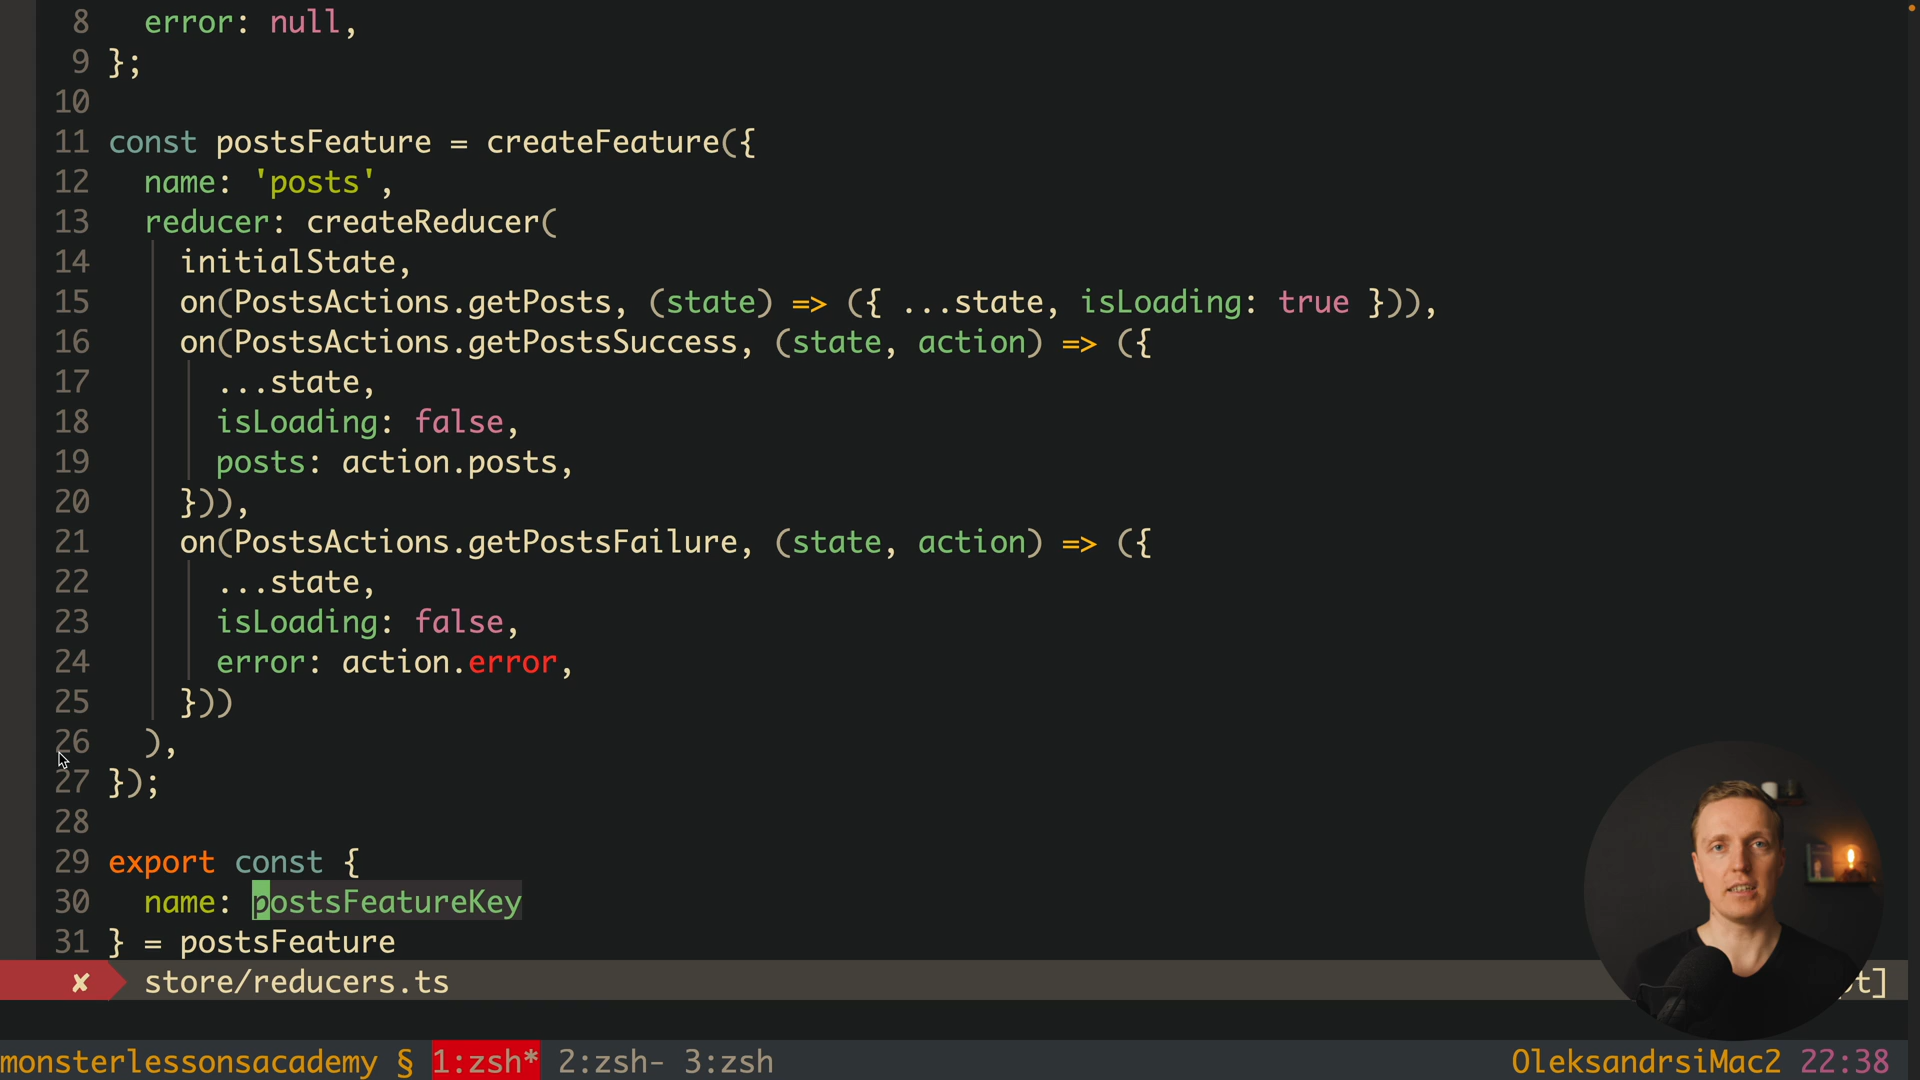 8 error: null,
9 };
10
11 const postsFeature = createFeature({
12 name: 'posts',
13 reducer: createReducer(
14 initialState,
15 on(PostsActions.getPosts, (state) => ({ ...state, isLoading: true })),
16 on(PostsActions.getPostsSuccess, (state, action) => ({
17 ...state,
18 isLoading: false,
19 posts: action.posts,
20 })),
21 on(PostsActions.getPostsFailure, (state, action) => ({
22 ...state,
23 isLoading: false,
24 error: action.error,
25 }))
26 ),
27 });
28
29 export const {
30 name: postsFeatureKey
31 } = postsFeature
✘ store/reducers.ts t]
monsterlessonsacademy § 1:zsh* 2:zsh- 3:zsh OleksandrsiMac2 22:38